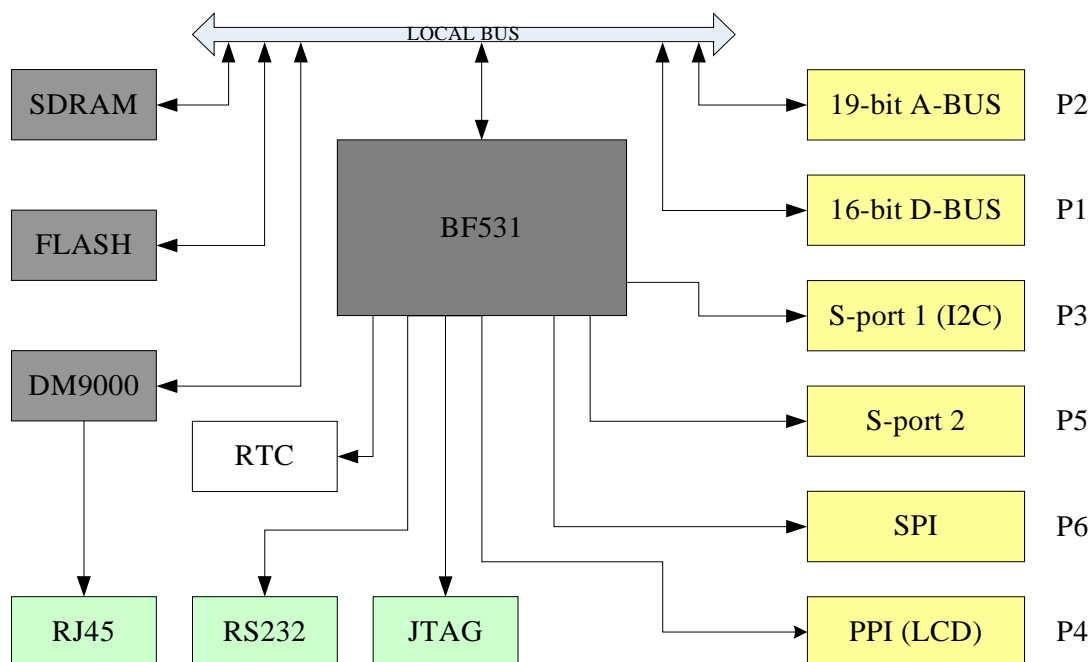 LOCAL BUS
SDRAM
19-bit A-BUS P2
BF531
16-bit D-BUS P1
FLASH
S-port 1 (I2C) P3
DM9000
S-port 2 P5
RTC
SPI P6
RJ45
RS232
JTAG
PPI (LCD) P4